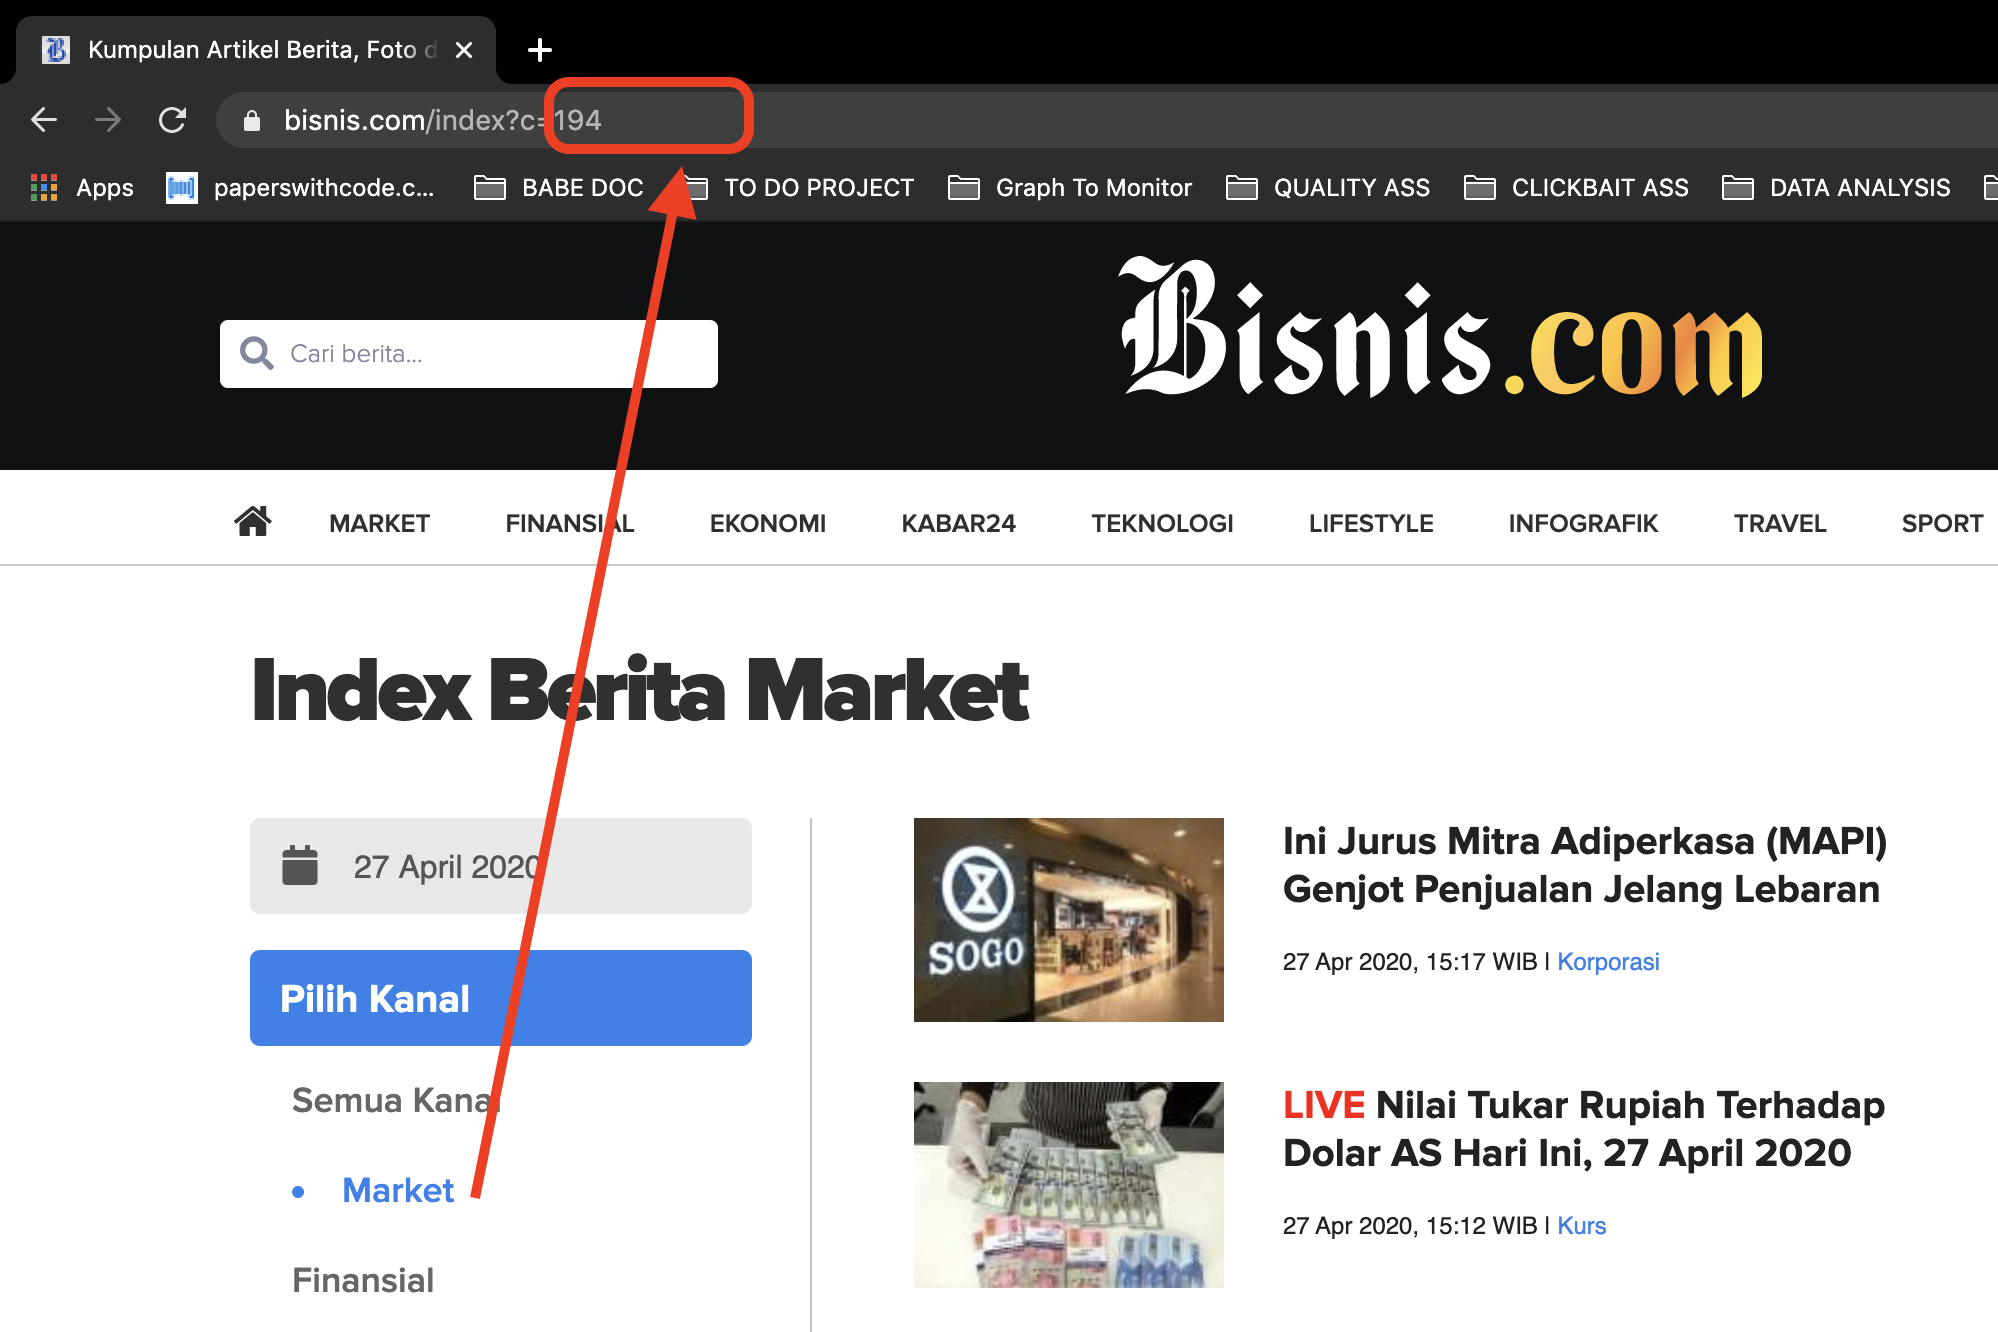 Kumpulan Artikel Berita, Foto d
bisnis.com/index?c=194
Apps
paperswithcode.c...
BABE DOC
TO DO PROJECT
Graph To Monitor
QUALITY ASS
CLICKBAIT ASS
DATA ANALYSIS
Cari berita...
Bisnis.com
MARKET
FINANSIAL
EKONOMI
KABAR24
TEKNOLOGI
LIFESTYLE
INFOGRAFIK
TRAVEL
SPORT
Index Berita Market
27 April 2020
Pilih Kanal
Semua Kanal
Market
Finansial
SOGO
Ini Jurus Mitra Adiperkasa (MAPI)
Genjot Penjualan Jelang Lebaran
27 Apr 2020, 15:17 WIB | Korporasi
LIVE Nilai Tukar Rupiah Terhadap
Dolar AS Hari Ini, 27 April 2020
27 Apr 2020, 15:12 WIB | Kurs